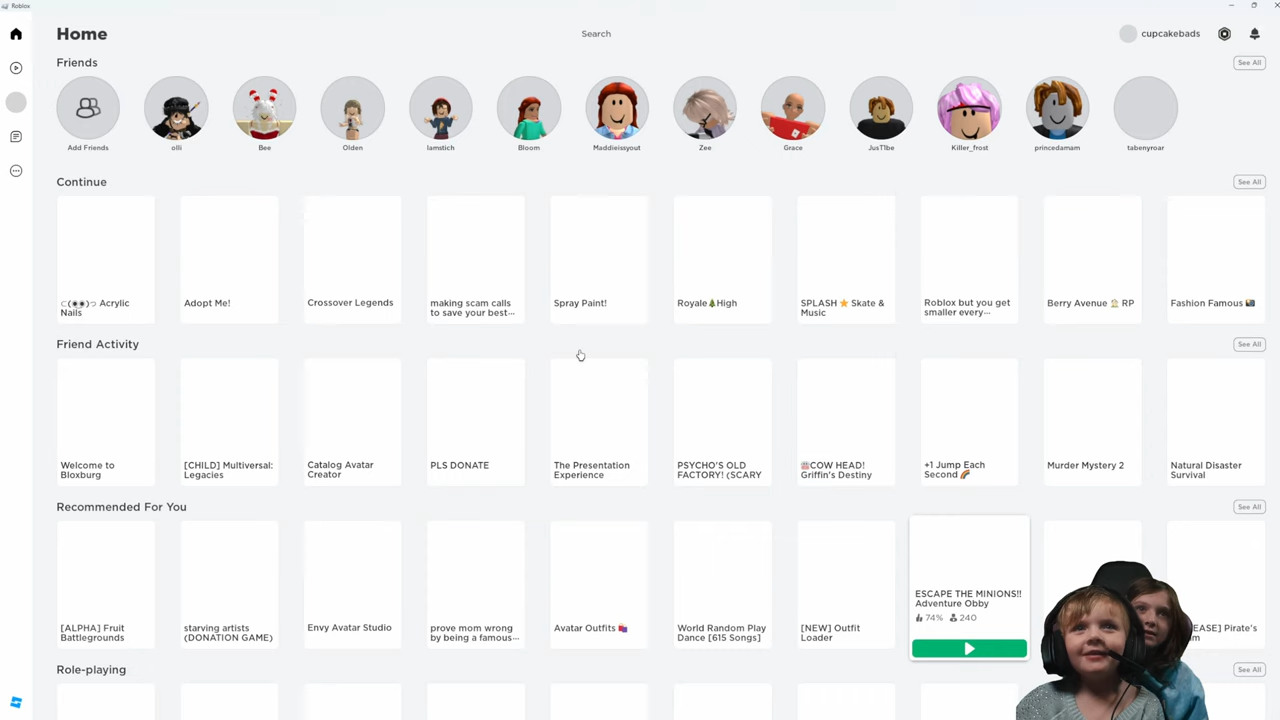 Roblox
Home
Search
cupcakebads
Friends
See All
Add Friends
olli
Bee
Olden
Iamstich
Bloom
Maddieissyout
Zee
Grace
JusT1be
Killer_frost
princedamam
tabenyroar
Continue
See All
⊂(◉◉)つ Acrylic
Nails
Adopt Me!
Crossover Legends
making scam calls
to save your best…
Spray Paint!
Royale🌲High
SPLASH ⭐ Skate &
Music
Roblox but you get
smaller every…
Berry Avenue 🏠 RP
Fashion Famous 📸
Friend Activity
See All
Welcome to
Bloxburg
[CHILD] Multiversal:
Legacies
Catalog Avatar
Creator
PLS DONATE
The Presentation
Experience
PSYCHO'S OLD
FACTORY! (SCARY
COW HEAD!
Griffin's Destiny
+1 Jump Each
Second 🌈
Murder Mystery 2
Natural Disaster
Survival
Recommended For You
See All
[ALPHA] Fruit
Battlegrounds
starving artists
(DONATION GAME)
Envy Avatar Studio
prove mom wrong
by being a famous…
Avatar Outfits 🛍️
World Random Play
Dance [615 Songs]
[NEW] Outfit
Loader
ESCAPE THE MINIONS!!
Adventure Obby
74% 240
EASE] Pirate's
Role-playing
See All